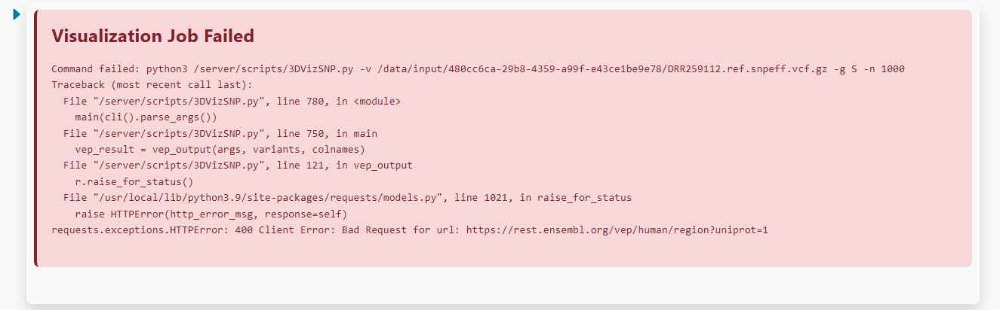 Visualization Job Failed
Command failed: python3 /server/scripts/3DVizSNP.py -v /data/input/480cc6ca-29b8-4359-a99f-e43ce1be9e78/DRR259112.ref.snpeff.vcf.gz -g S -n 1000
Traceback (most recent call last):
  File "/server/scripts/3DVizSNP.py", line 780, in <module>
    main(cli().parse_args())
  File "/server/scripts/3DVizSNP.py", line 750, in main
    vep_result = vep_output(args, variants, colnames)
  File "/server/scripts/3DVizSNP.py", line 121, in vep_output
    r.raise_for_status()
  File "/usr/local/lib/python3.9/site-packages/requests/models.py", line 1021, in raise_for_status
    raise HTTPError(http_error_msg, response=self)
requests.exceptions.HTTPError: 400 Client Error: Bad Request for url: https://rest.ensembl.org/vep/human/region?uniprot=1